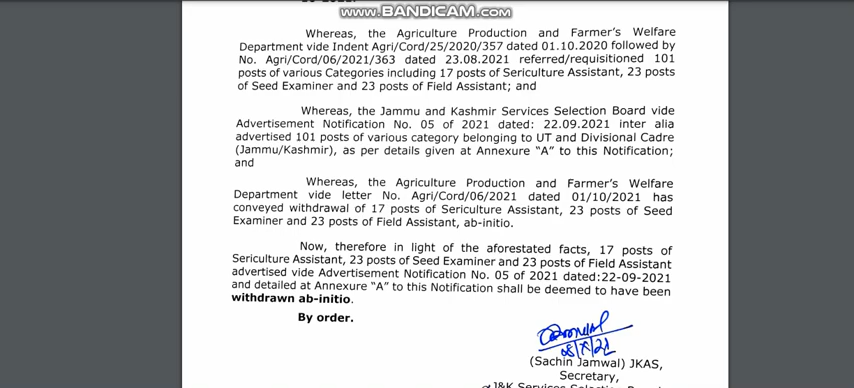 www.BANDICAM.com
Whereas, the Agriculture Production and Farmer's Welfare
Department vide Indent Agri/Cord/25/2020/357 dated 01.10.2020 followed by
No. Agri/Cord/06/2021/363 dated 23.08.2021 referred/requisitioned 101
posts of various Categories including 17 posts of Sericulture Assistant, 23 posts
of Seed Examiner and 23 posts of Field Assistant; and
Whereas, the Jammu and Kashmir Services Selection Board vide
Advertisement Notification No. 05 of 2021 dated: 22.09.2021 inter alia
advertised 101 posts of various category belonging to UT and Divisional Cadre
(Jammu/Kashmir), as per details given at Annexure "A" to this Notification;
and
Whereas, the Agriculture Production and Farmer's Welfare
Department vide letter No. Agri/Cord/06/2021 dated 01/10/2021 has
conveyed withdrawal of 17 posts of Sericulture Assistant, 23 posts of Seed
Examiner and 23 posts of Field Assistant, ab-initio.
Now, therefore in light of the aforestated facts, 17 posts of
Sericulture Assistant, 23 posts of Seed Examiner and 23 posts of Field Assistant
advertised vide Advertisement Notification No. 05 of 2021 dated:22-09-2021
and detailed at Annexure "A" to this Notification shall be deemed to have been
withdrawn ab-initio.
By order.
(Sachin Jamwal) JKAS,
Secretary,
J&K Services Selection